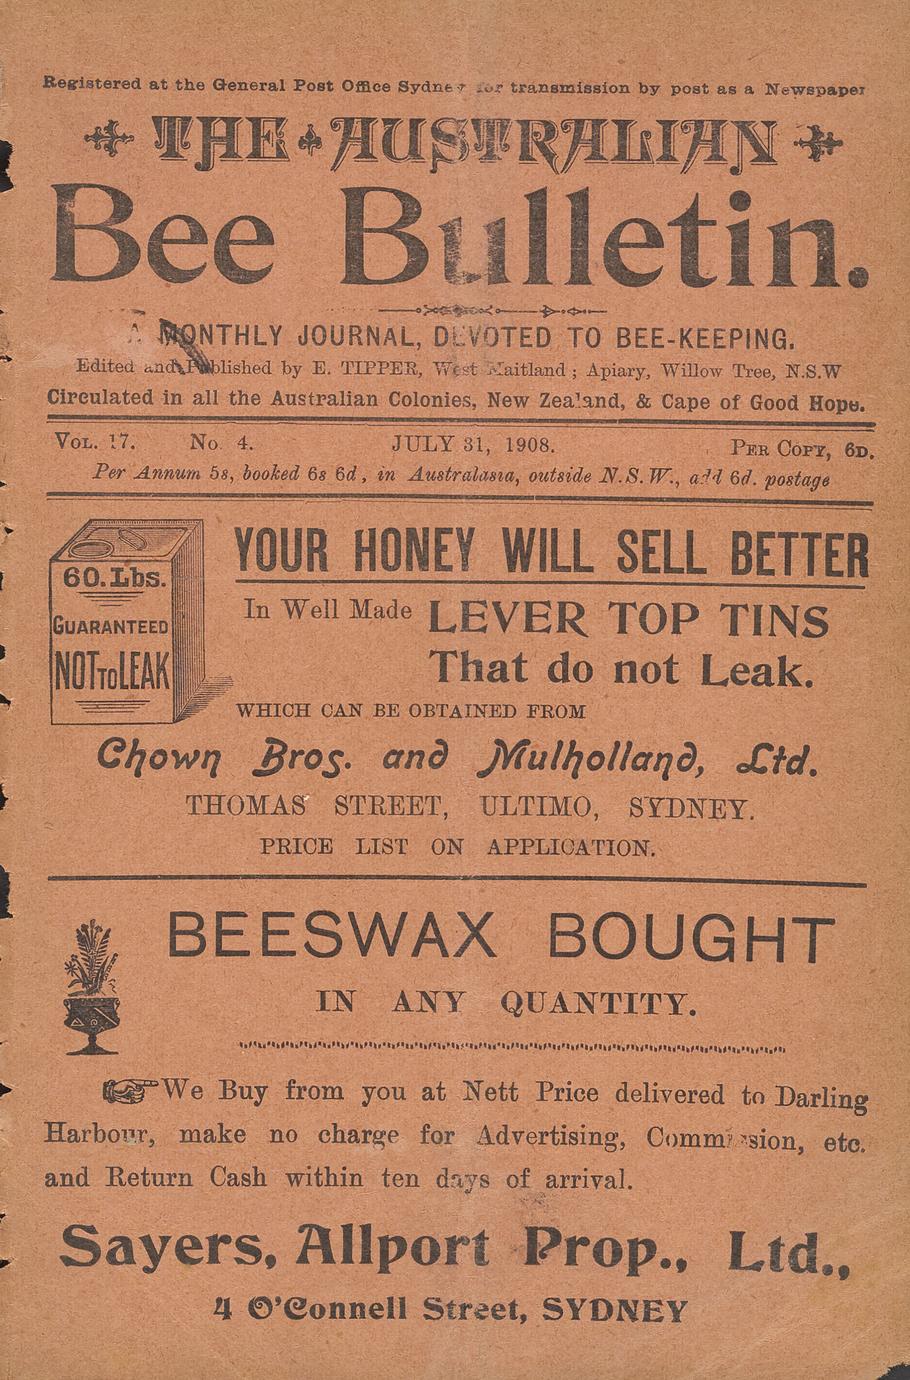 Registered at the General Post Office Sydney for transmission by post as a Newspaper
THE AUSTRALIAN
Bee Bulletin.
A MONTHLY JOURNAL, DEVOTED TO BEE-KEEPING.
Edited and Published by E. TIPPER, West Maitland; Apiary, Willow Tree, N.S.W
Circulated in all the Australian Colonies, New Zealand, & Cape of Good Hope.
VOL. 17. No. 4. JULY 31, 1908. PER COPY, 6D.
Per Annum 5s, booked 6s 6d, in Australasia, outside N.S.W., add 6d. postage
60. Lbs.
GUARANTEED
NOT TO LEAK
YOUR HONEY WILL SELL BETTER
In Well Made LEVER TOP TINS
That do not Leak.
WHICH CAN BE OBTAINED FROM
Chown Bros. and Mulholland, Ltd.
THOMAS STREET, ULTIMO, SYDNEY.
PRICE LIST ON APPLICATION.
BEESWAX BOUGHT
IN ANY QUANTITY.
We Buy from you at Nett Price delivered to Darling
Harbour, make no charge for Advertising, Commission, etc.
and Return Cash within ten days of arrival.
Sayers, Allport Prop., Ltd.,
4 O'Connell Street, SYDNEY